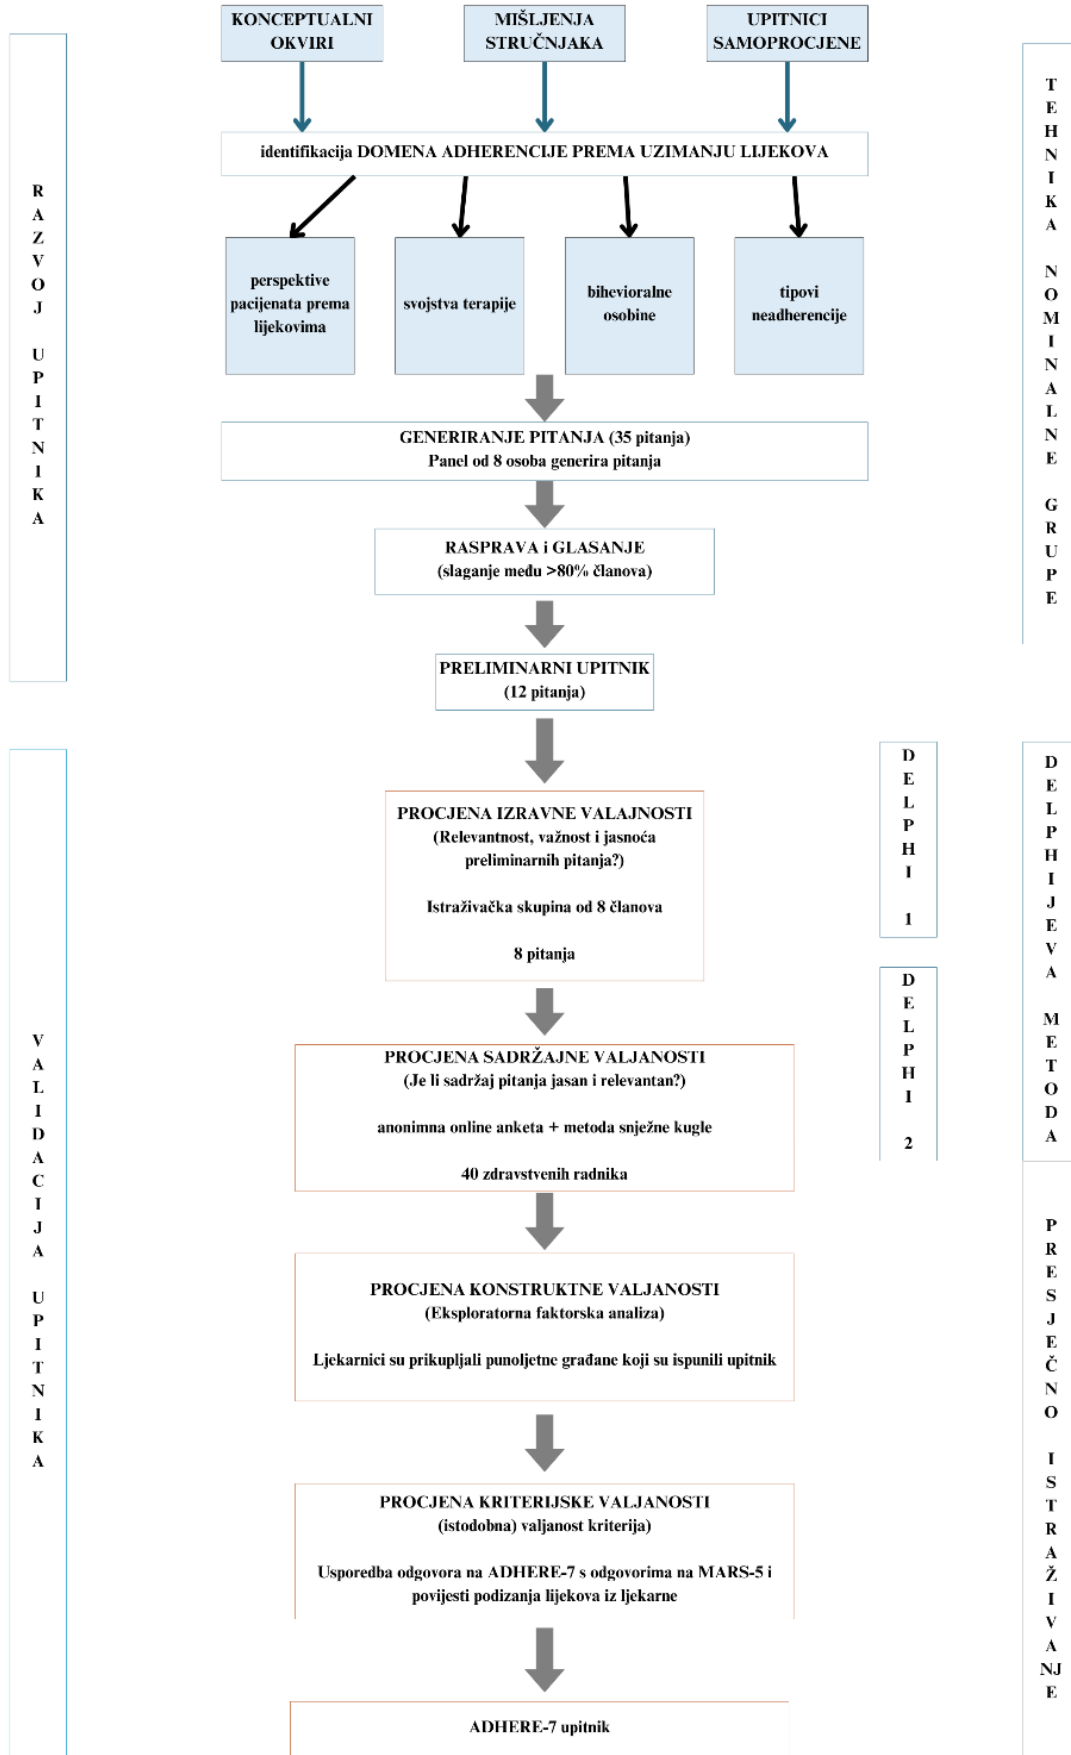 KONCEPTUALNI
OKVIRI
MIŠLJENJA
STRUČNJAKA
UPITNICI
SAMOPROCJENE
identifikacija DOMENA ADHERENCIJE PREMA UZIMANJU LIJEKOVA
perspektive
pacijenata prema
lijekovima
svojstva terapije
bihevioralne
osobine
tipovi
neadherencije
GENERIRANJE PITANJA (35 pitanja)
Panel od 8 osoba generira pitanja
RASPRAVA i GLASANJE
(slaganje među >80% članova)
PRELIMINARNI UPITNIK
(12 pitanja)
RAZVOJ UPITNIKA
TEHNIKA NOMINALNE GRUPE
PROCJENA IZRAVNE VALAJNOSTI
(Relevantnost, važnost i jasnoća
preliminarnih pitanja?)
Istraživačka skupina od 8 članova
8 pitanja
DELPHI 1
PROCJENA SADRŽAJNE VALJANOSTI
(Je li sadržaj pitanja jasan i relevantan?)
anonimna online anketa + metoda snježne kugle
40 zdravstvenih radnika
DELPHI 2
DELPHIJEVA METODA
PROCJENA KONSTRUKTNE VALJANOSTI
(Eksploratorna faktorska analiza)
Ljekarnici su prikupljali punoljetne građane koji su ispunili upitnik
PROCJENA KRITERIJSKE VALJANOSTI
(istodobna) valjanost kriterija)
Usporedba odgovora na ADHERE-7 s odgovorima na MARS-5 i
povijesti podizanja lijekova iz ljekarne
ADHERE-7 upitnik
VALIDACIJA UPITNIKA
PRESJEČNO ISTRAŽIVANJE